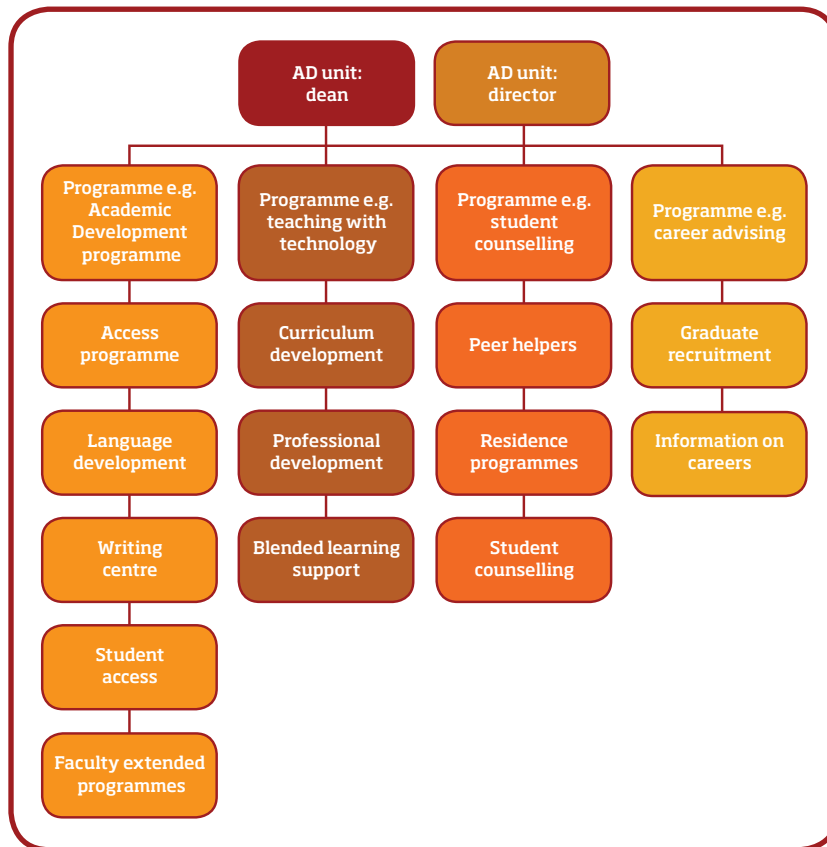 AD unit:
dean
AD unit:
director
Programme e.g.
Academic
Development
programme
Programme e.g.
teaching with
technology
Programme e.g.
student
counselling
Programme e.g.
career advising
Access
programme
Curriculum
development
Peer helpers
Graduate
recruitment
Language
development
Professional
development
Residence
programmes
Information on
careers
Writing
centre
Blended learning
support
Student
counselling
Student
access
Faculty extended
programmes